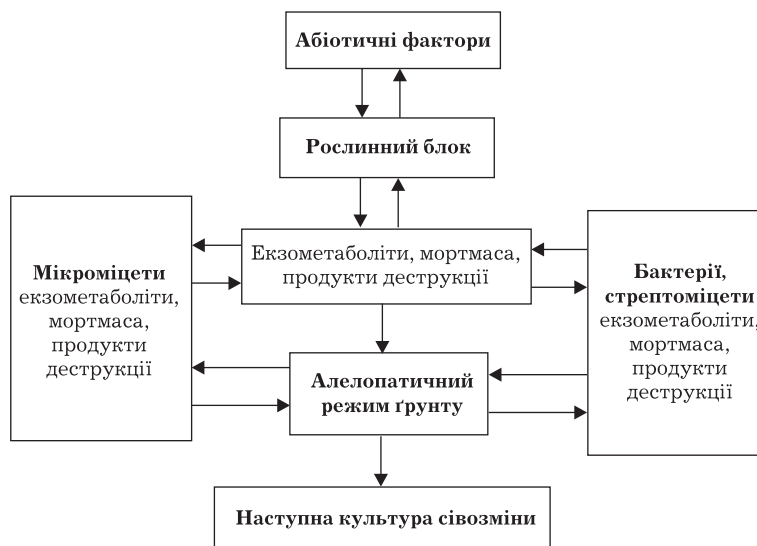 Абіотичні фактори
Рослинний блок
Екзометаболіти, мортмаса,
продукти деструкції
Мікроміцети
екзометаболіти,
мортмаса,
продукти
деструкції
Бактерії,
стрептоміцети
екзометаболіти,
мортмаса,
продукти
деструкції
Алелопатичний
режим ґрунту
Наступна культура сівозміни